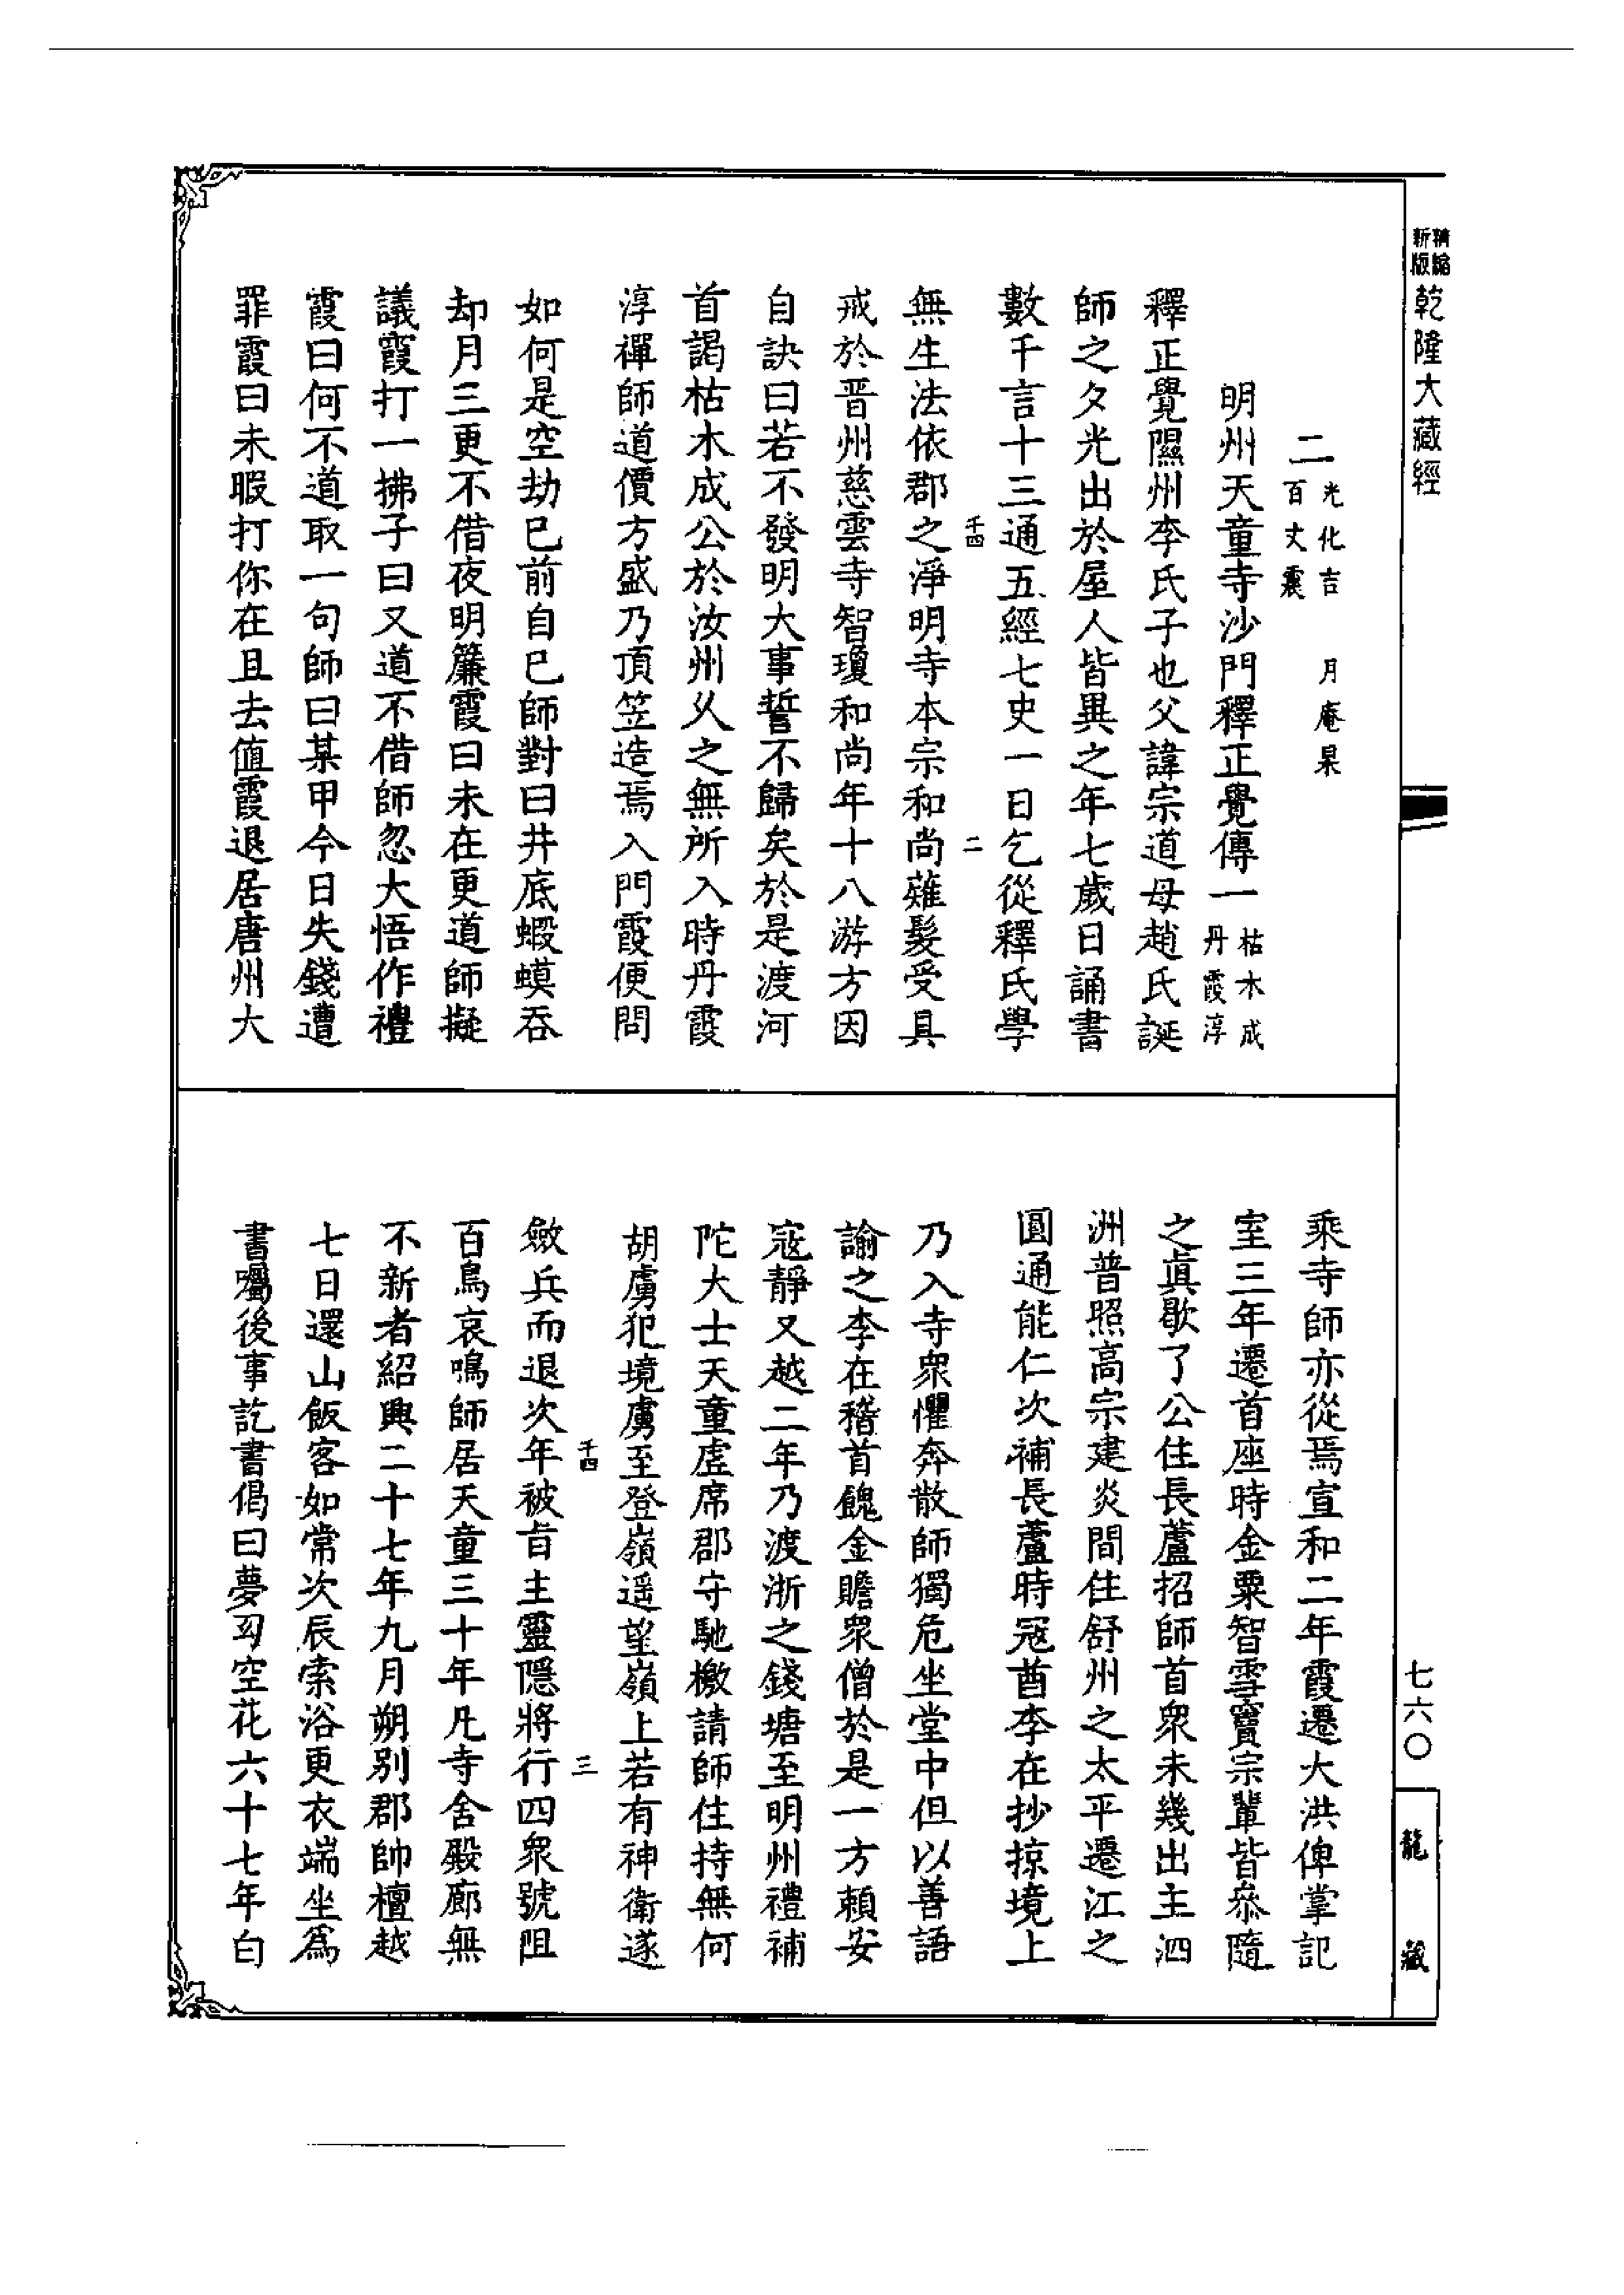 精縮
新版
乾隆大藏經
二
光化吉 月庵杲
百丈震
明州天童寺沙門釋正覺傳一
枯木成
丹霞淳
釋正覺隰州李氏子也父諱宗道母趙氏誕
師之夕光出於屋人皆異之年七歲日誦書
數千言十三通五經七史一日乞從釋氏學
千四 二
無生法依郡之淨明寺本宗和尚薙髮受具
戒於晋州慈雲寺智瓊和尚年十八游方因
自訣曰若不發明大事誓不歸矣於是渡河
首謁枯木成公於汝州乆之無所入時丹霞
淳禪師道價方盛乃頂笠造焉入門霞便問
如何是空劫已前自己師對曰井底蝦蟆吞
却月三更不借夜明簾霞曰未在更道師擬
議霞打一拂子曰又道不借師忽大悟作禮
霞曰何不道取一句師曰某甲今日失錢遭
罪霞曰未暇打你在且去值霞退居唐州大
乘寺師亦從焉宣和二年霞遷大洪俾掌記
室三年遷首座時金粟智雪竇宗輩皆叅隨
之眞歇了公住長蘆招師首衆未幾出主泗
洲普照高宗建炎間住舒州之太平遷江之
圓通能仁次補長蘆時冦酋李在抄掠境上
乃入寺衆懼奔散師獨危坐堂中但以善語
諭之李在稽首餽金贍衆僧於是一方賴安
寇靜又越二年乃渡浙之錢塘至明州禮補
陀大士天童虛席郡守馳檄請師住持無何
胡虜犯境虜至登嶺遥望嶺上若有神衛遂
千四 三
斂兵而退次年被旨主靈隱將行四衆號阻
百鳥哀鳴師居天童三十年凡寺舍殿廊無
不新者紹興二十七年九月朔別郡帥檀越
七日還山飯客如常次辰索浴更衣端坐爲
書囑後事訖書偈曰夢幻空花六十七年白
七六〇
龍藏